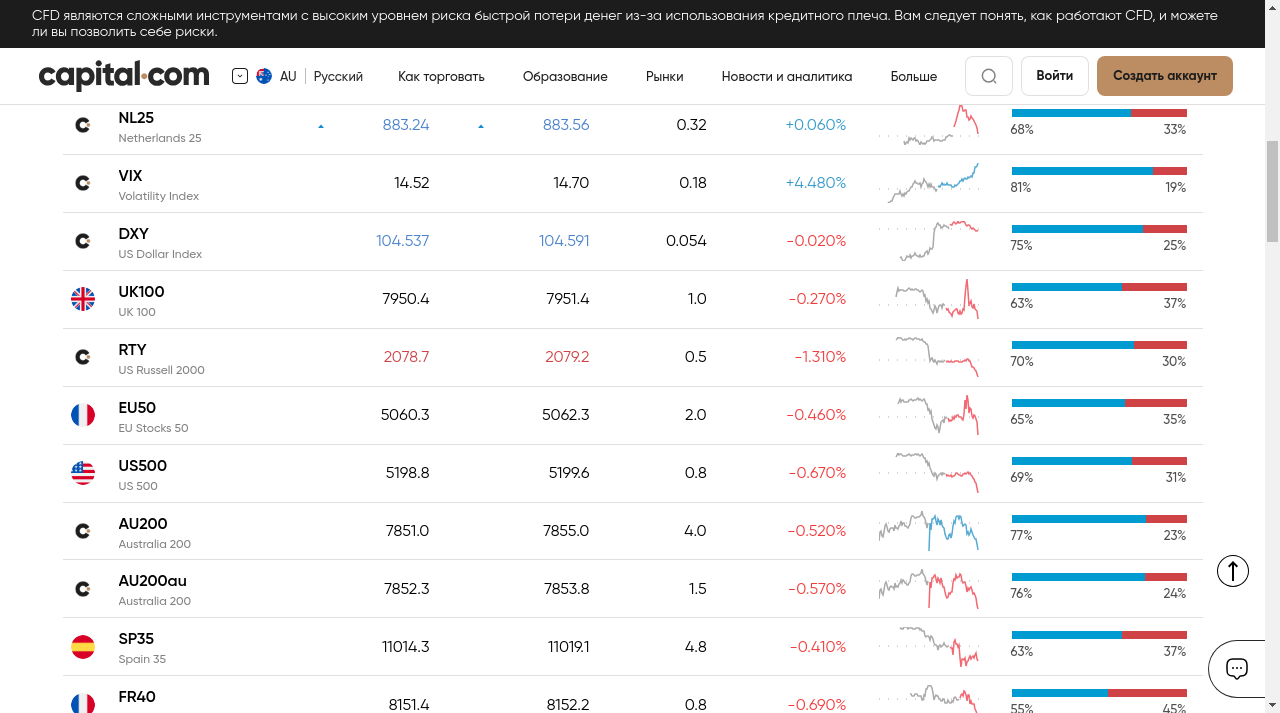 CFD являются сложными инструментами с высоким уровнем риска быстрой потери денег из-за использования кредитного плеча. Вам следует понять, как работают CFD, и можете
ли вы позволить себе риски.
capital.com AU Русский Как торговать Образование Рынки Новости и аналитика Больше Войти Создать аккаунт
NL25 883.24 883.56 0.32 +0.060%
Netherlands 25 68% 33%
VIX 14.52 14.70 0.18 +4.480%
Volatility Index 81% 19%
DXY 104.537 104.591 0.054 -0.020%
US Dollar Index 75% 25%
UK100 7950.4 7951.4 1.0 -0.270%
UK 100 63% 37%
RTY 2078.7 2079.2 0.5 -1.310%
US Russell 2000 70% 30%
EU50 5060.3 5062.3 2.0 -0.460%
EU Stocks 50 65% 35%
US500 5198.8 5199.6 0.8 -0.670%
US 500 69% 31%
AU200 7851.0 7855.0 4.0 -0.520%
Australia 200 77% 23%
AU200au 7852.3 7853.8 1.5 -0.570%
Australia 200 76% 24%
SP35 11014.3 11019.1 4.8 -0.410%
Spain 35 63% 37%
FR40 8151.4 8152.2 0.8 -0.690%
55% 45%